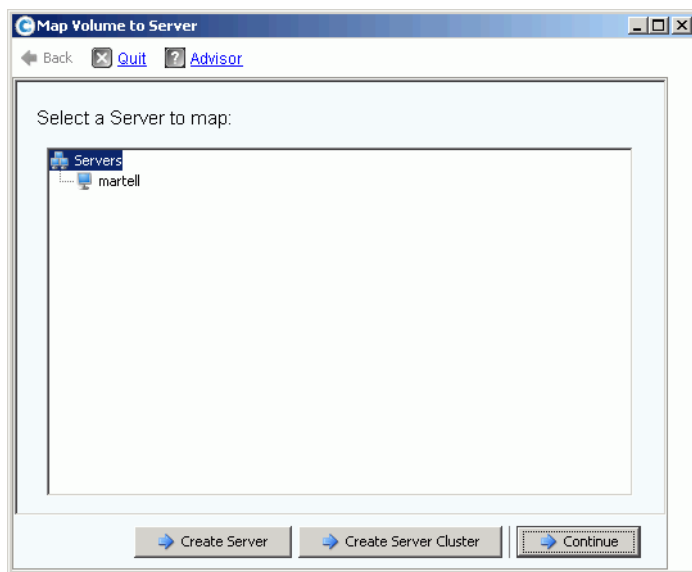 Map Volume to Server
Back Quit ? Advisor
Select a Server to map:
Servers
martell
Create Server Create Server Cluster Continue